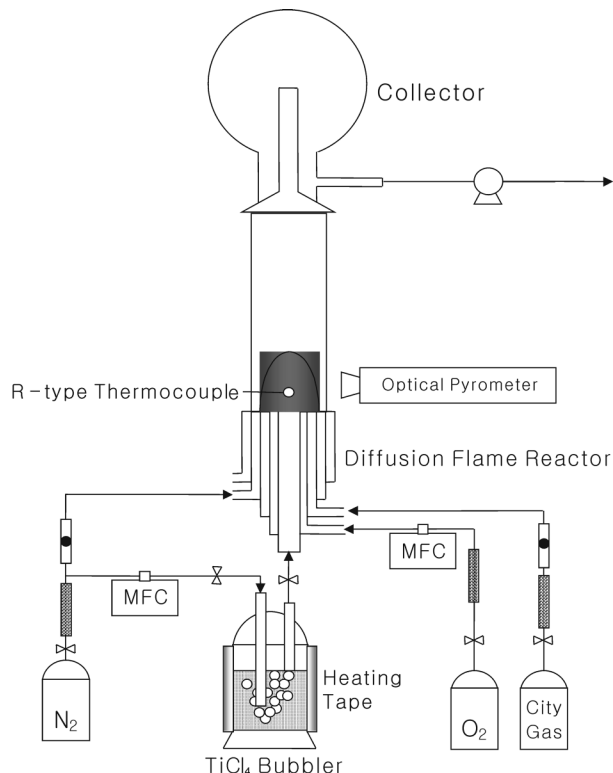 Collector
R-type Thermocouple
Optical Pyrometer
Diffusion Flame Reactor
MFC
MFC
Heating
Tape
N2
O2
City
Gas
TiCl4 Bubbler